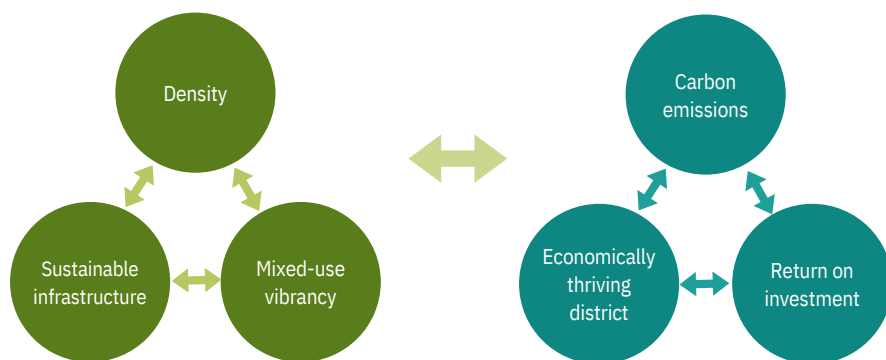 Density
Sustainable
infrastructure
Mixed-use
vibrancy
Carbon
emissions
Economically
thriving
district
Return on
investment